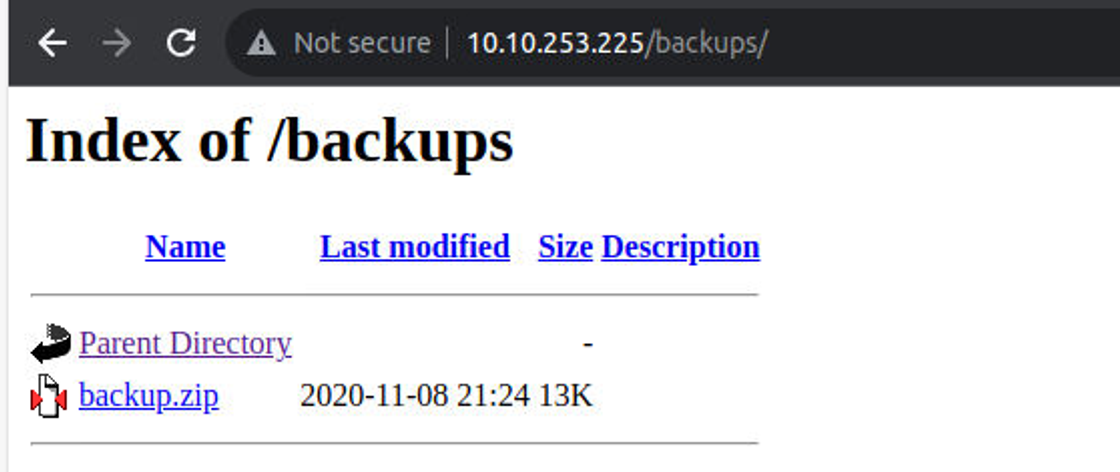 Not secure | 10.10.253.225/backups/
Index of /backups
Name Last modified Size Description
Parent Directory -
backup.zip 2020-11-08 21:24 13K